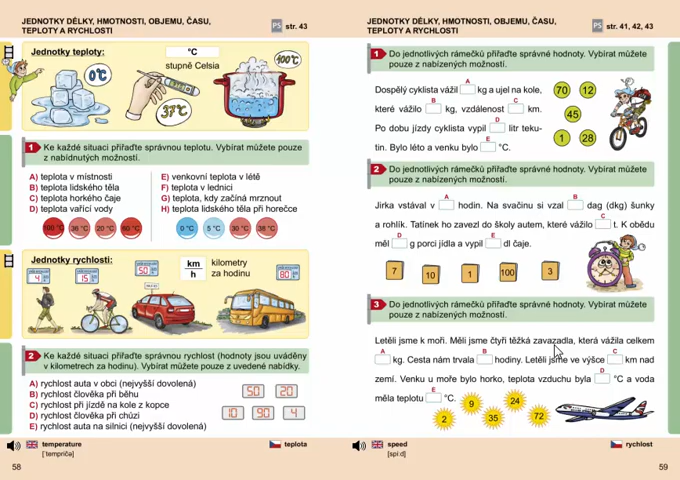 JEDNOTKY DÉLKY, HMOTNOSTI, OBJEMU, ČASU,
TEPLOTY A RYCHLOSTI
PS str. 43
Jednotky teploty:
°C
stupně Celsia
0°C
37°C
100°C
1 Ke každé situaci přiřaďte správnou teplotu. Vybírat můžete pouze
z nabídnutých možností.
A) teplota v místnosti
B) teplota lidského těla
C) teplota horkého čaje
D) teplota vařící vody
E) venkovní teplota v létě
F) teplota v lednici
G) teplota, kdy začíná mrznout
H) teplota lidského těla při horečce
100 °C 36 °C 20 °C 60 °C
0 °C 5 °C 30 °C 38 °C
Jednotky rychlosti:
km
h
kilometry
za hodinu
4
15
50
80
2 Ke každé situaci přiřaďte správnou rychlost (hodnoty jsou uváděny
v kilometrech za hodinu). Vybírat můžete pouze z uvedené nabídky.
A) rychlost auta v obci (nejvyšší dovolená)
B) rychlost člověka při běhu
C) rychlost při jízdě na kole z kopce
D) rychlost člověka při chůzi
E) rychlost auta na silnici (nejvyšší dovolená)
50 20
10 90 4
temperature
[ˈtemprɪčə]
teplota
58
JEDNOTKY DÉLKY, HMOTNOSTI, OBJEMU, ČASU,
TEPLOTY A RYCHLOSTI
PS str. 41, 42, 43
1 Do jednotlivých rámečků přiřaďte správné hodnoty. Vybírat můžete
pouze z nabízených možností.
Dospělý cyklista vážil A kg a ujel na kole,
které vážilo B kg, vzdálenost C km.
Po dobu jízdy cyklista vypil D litr teku-
tin. Bylo léto a venku bylo E °C.
70 12
45
1 28
2 Do jednotlivých rámečků přiřaďte správné hodnoty. Vybírat můžete
pouze z nabízených možností.
Jirka vstával v A hodin. Na svačinu si vzal B dag (dkg) šunky
a rohlík. Tatínek ho zavezl do školy autem, které vážilo C t. K obědu
měl D g porci jídla a vypil E dl čaje.
7 10 1 100 3
3 Do jednotlivých rámečků přiřaďte správné hodnoty. Vybírat můžete
pouze z nabízených možností.
Letěli jsme k moři. Měli jsme čtyři těžká zavazadla, která vážila celkem
A kg. Cesta nám trvala B hodiny. Letěli jsme ve výšce C km nad
zemí. Venku u moře bylo horko, teplota vzduchu byla D °C a voda
měla teplotu E °C.
2 9 35 24 72
speed
[spi:d]
rychlost
59